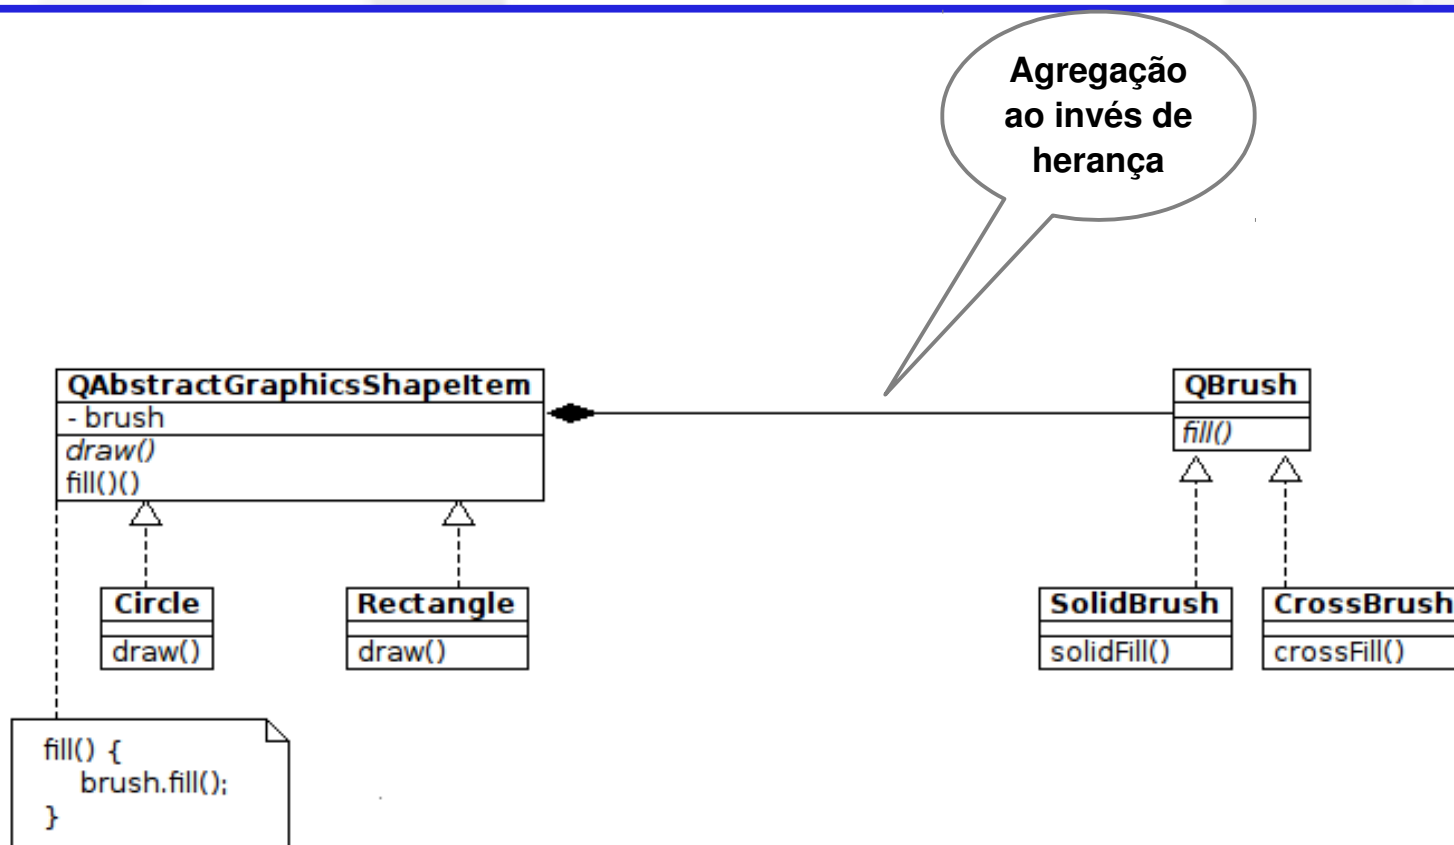 Agregação
ao invés de
herança
QAbstractGraphicsShapeItem
- brush
draw()
fill()()
QBrush
fill()
Circle
draw()
Rectangle
draw()
SolidBrush
solidFill()
CrossBrush
crossFill()
fill() {
brush.fill();
}